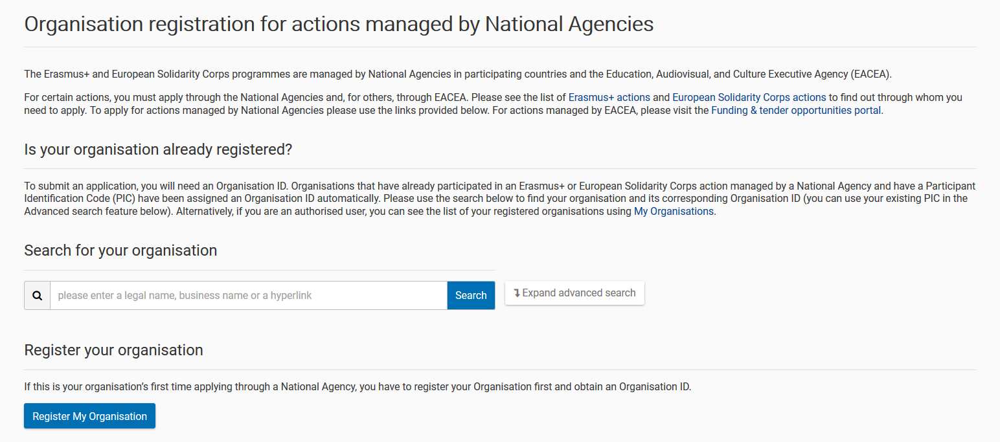 Organisation registration for actions managed by National Agencies
The Erasmus+ and European Solidarity Corps programmes are managed by National Agencies in participating countries and the Education, Audiovisual, and Culture Executive Agency (EACEA).
For certain actions, you must apply through the National Agencies and, for others, through EACEA. Please see the list of Erasmus+ actions and European Solidarity Corps actions to find out through whom you
need to apply. To apply for actions managed by National Agencies please use the links provided below. For actions managed by EACEA, please visit the Funding & tender opportunities portal.
Is your organisation already registered?
To submit an application, you will need an Organisation ID. Organisations that have already participated in an Erasmus+ or European Solidarity Corps action managed by a National Agency and have a Participant
Identification Code (PIC) have been assigned an Organisation ID automatically. Please use the search below to find your organisation and its corresponding Organisation ID (you can use your existing PIC in the
Advanced search feature below). Alternatively, if you are an authorised user, you can see the list of your registered organisations using My Organisations.
Search for your organisation
please enter a legal name, business name or a hyperlink
Search
Expand advanced search
Register your organisation
If this is your organisation’s first time applying through a National Agency, you have to register your Organisation first and obtain an Organisation ID.
Register My Organisation